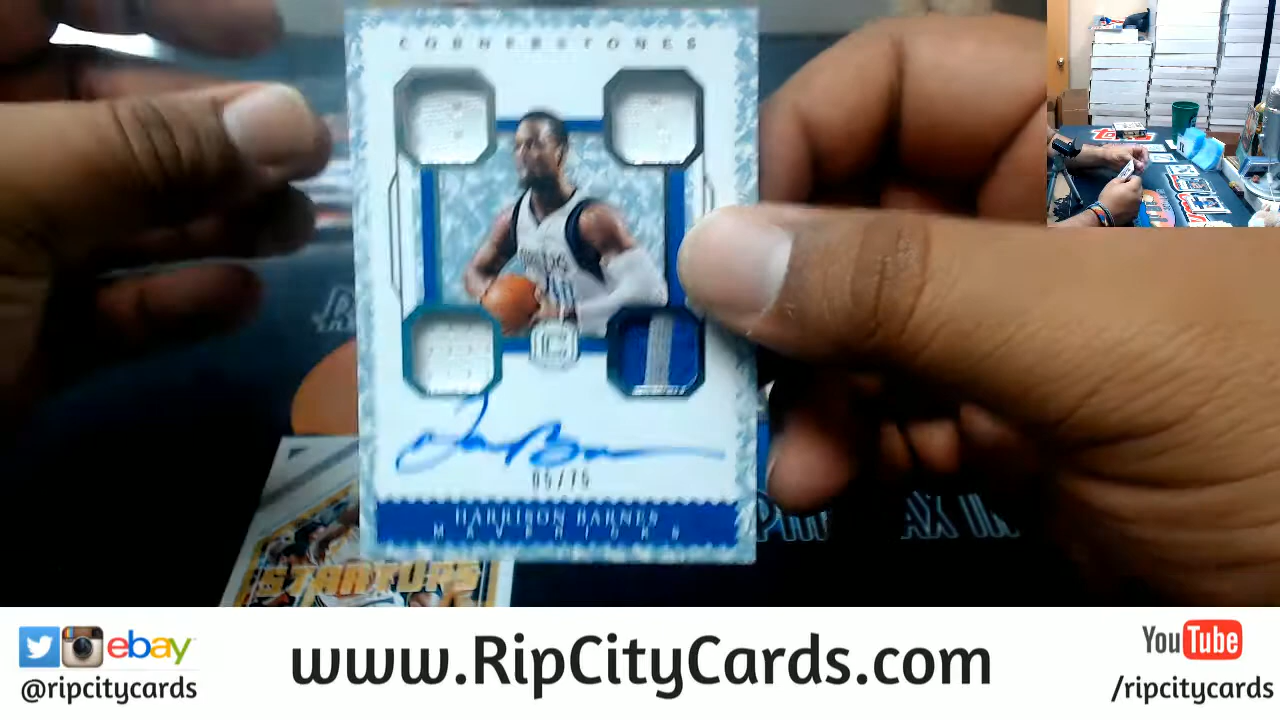 CORNERSTONES
05/75
HARRISON BARNES
MAVERICKS
STARTUPS
ebay
@ripcitycards
www.RipCityCards.com
YouTube
/ripcitycards